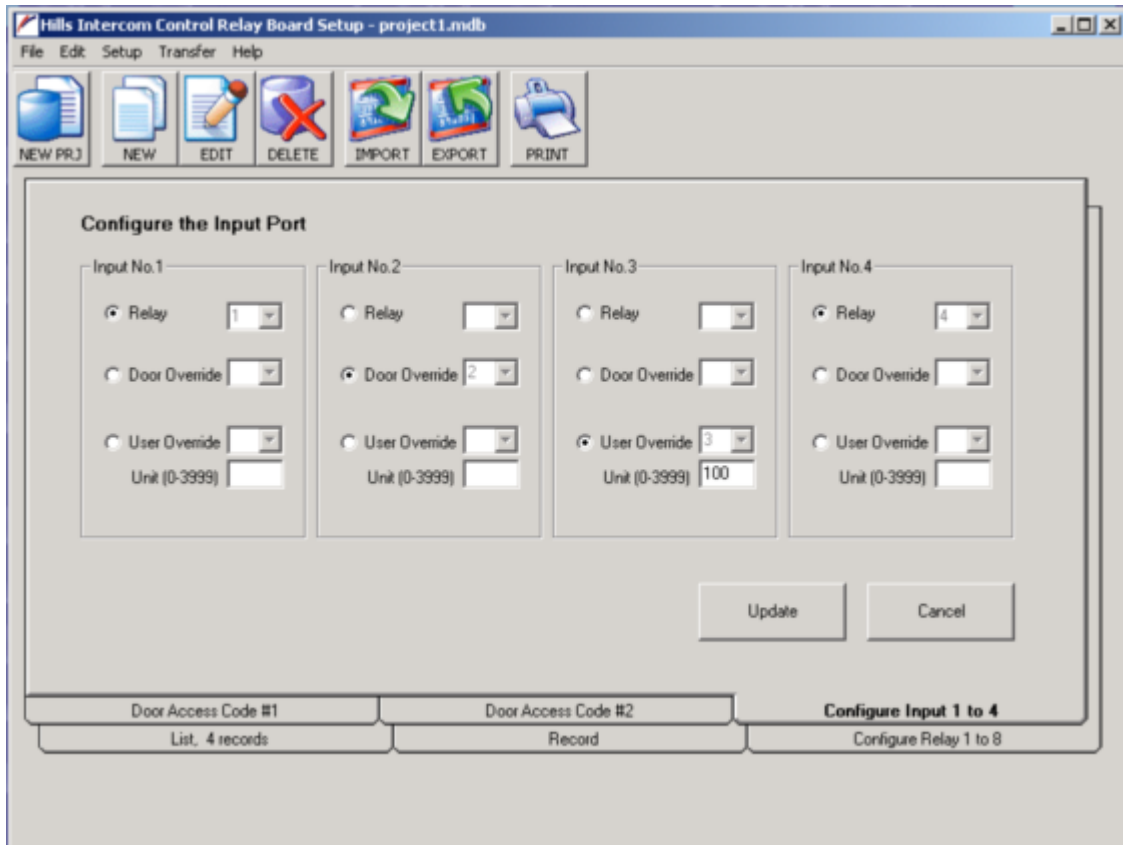 Hills Intercom Control Relay Board Setup - project1.mdb
File Edit Setup Transfer Help
NEW PRJ NEW EDIT DELETE IMPORT EXPORT PRINT
Configure the Input Port
Input No.1 Input No.2 Input No.3 Input No.4
Relay 1 Relay Relay Relay 4
Door Override Door Override 2 Door Override Door Override
User Override User Override User Override 3 User Override
Unit (0-3999) Unit (0-3999) Unit (0-3999) 100 Unit (0-3999)
Update Cancel
Door Access Code #1 Door Access Code #2 Configure Input 1 to 4
List, 4 records Record Configure Relay 1 to 8